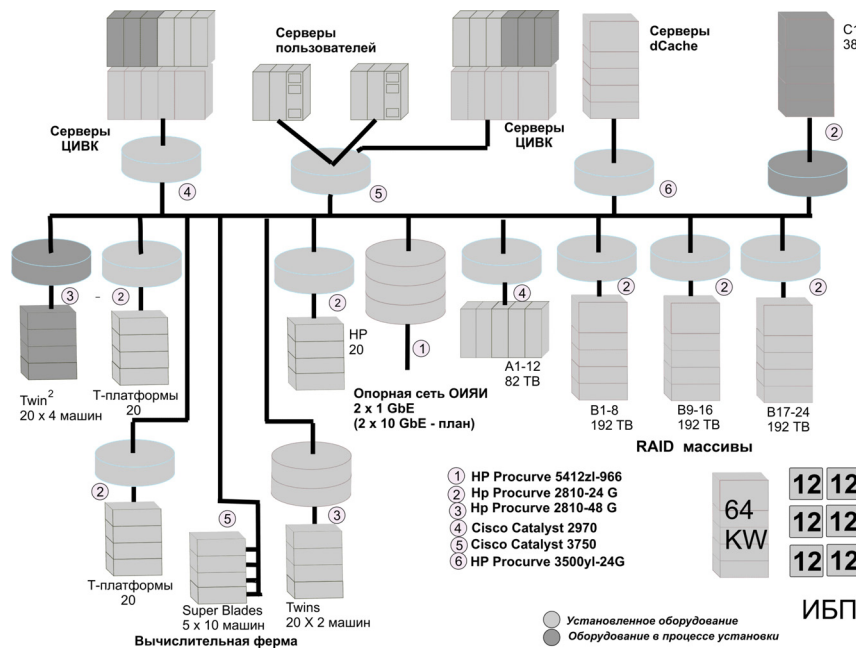 Серверы
пользователей
Серверы
dCache
C1
38
Серверы
ЦИВК
Серверы
ЦИВК
2
4
5
6
3
-
2
2
1
4
2
2
2
HP
20
Twin2
20 x 4 машин
Т-платформы
20
Опорная сеть ОИЯИ
2 x 1 GbE
(2 x 10 GbE - план)
A1-12
82 TB
B1-8
192 TB
B9-16
192 TB
B17-24
192 TB
RAID массивы
2
5
3
Т-платформы
20
Super Blades
5 x 10 машин
Twins
20 X 2 машин
Вычислительная ферма
1 HP Procurve 5412zl-966
2 Hp Procurve 2810-24 G
3 Hp Procurve 2810-48 G
4 Cisco Catalyst 2970
5 Cisco Catalyst 3750
6 HP Procurve 3500yl-24G
64
KW
12 12
12 12
12 12
ИБП
Установленное оборудование
Оборудование в процессе установки